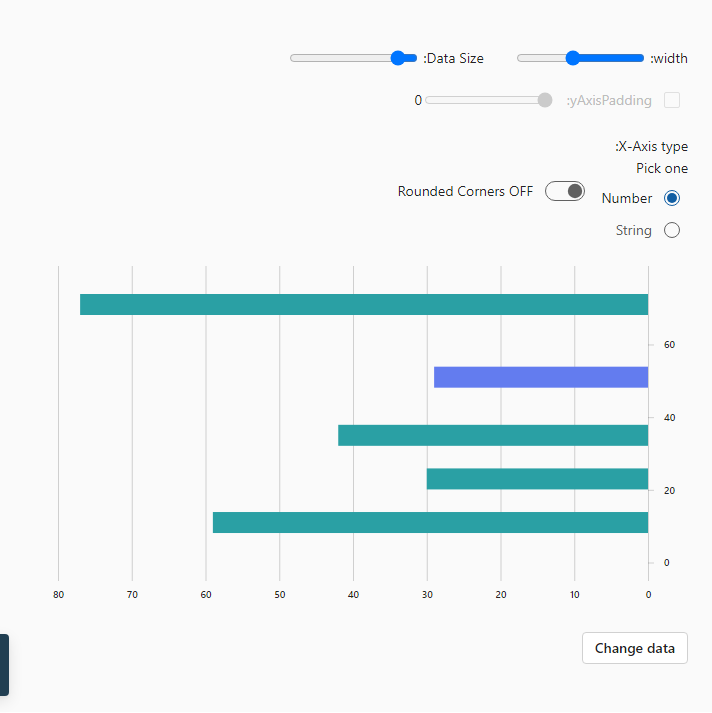 :width
:Data Size
:yAxisPadding
0
:X-Axis type
Pick one
Number
Rounded Corners OFF
String
60
40
20
0
80 70 60 50 40 30 20 10 0
Change data